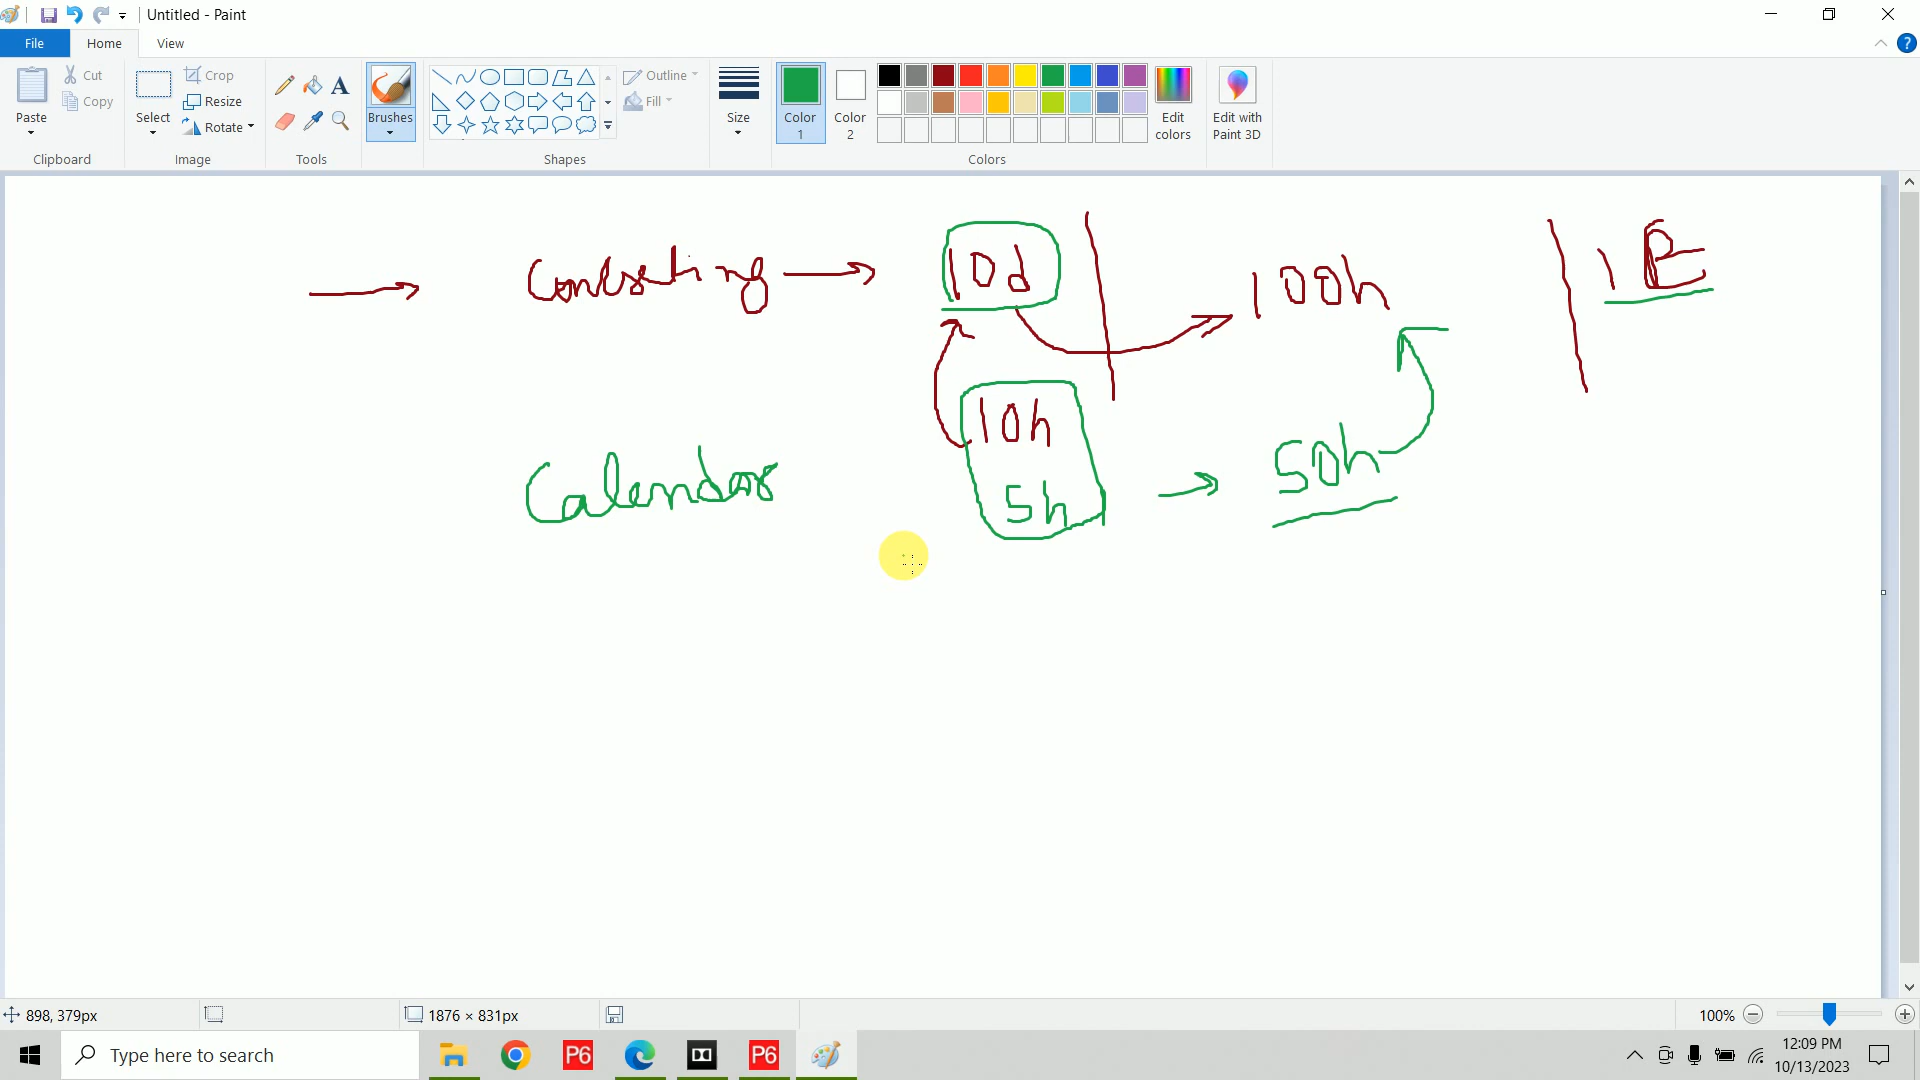 Untitled - Paint
File Home View
Paste
Cut
Copy
Clipboard
Select
Crop
Resize
Rotate
Image
Tools
Brushes
Shapes
Outline
Fill
Size
Color 1
Color 2
Colors
Edit colors
Edit with Paint 3D
10d 100h 1
10h
Calendar 5h 50h
898, 379px 1876 × 831px 100%
Type here to search P6 P6 12:09 PM
10/13/2023